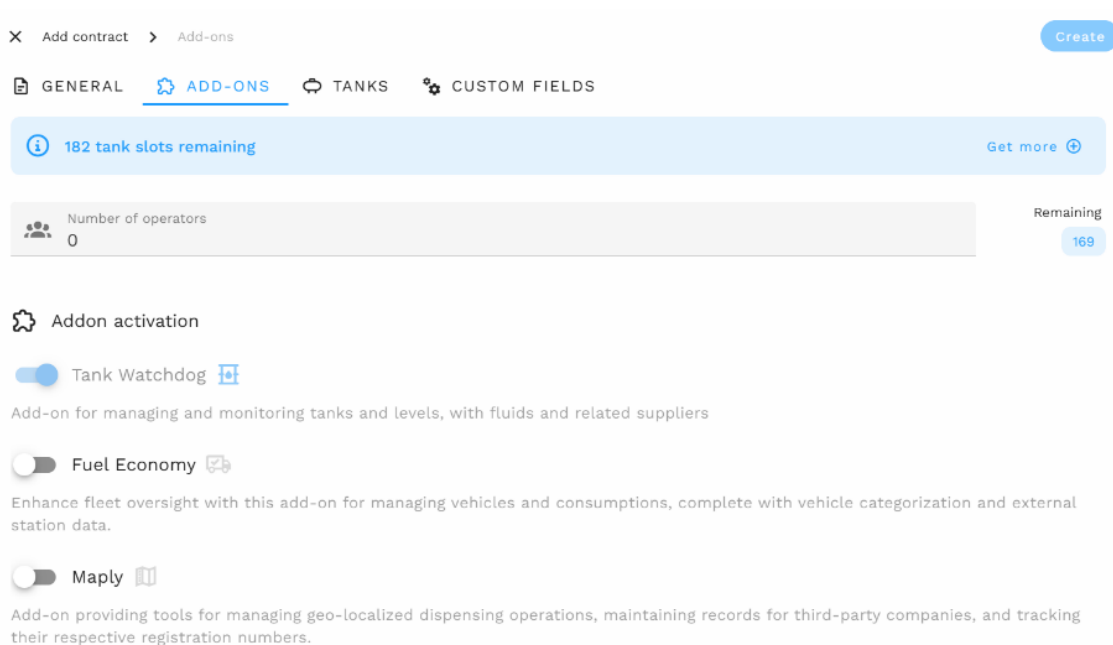 Add contract > Add-ons
Create
GENERAL ADD-ONS TANKS CUSTOM FIELDS
182 tank slots remaining
Get more
Number of operators
0
Remaining
169
Addon activation
Tank Watchdog
Add-on for managing and monitoring tanks and levels, with fluids and related suppliers
Fuel Economy
Enhance fleet oversight with this add-on for managing vehicles and consumptions, complete with vehicle categorization and external
station data.
Maply
Add-on providing tools for managing geo-localized dispensing operations, maintaining records for third-party companies, and tracking
their respective registration numbers.